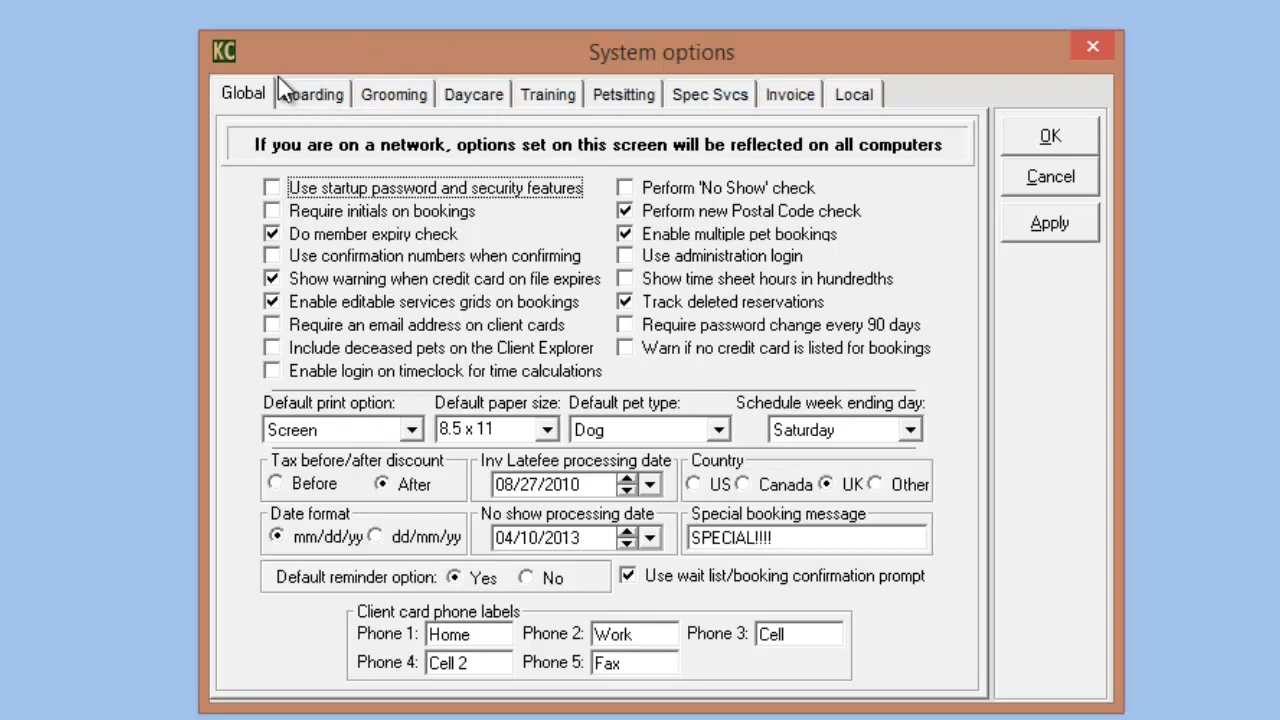 KC
System options
Global
arding
Grooming
Daycare
Training
Petsitting
Spec Svcs
Invoice
Local
If you are on a network, options set on this screen will be reflected on all computers
OK
Cancel
Apply
Use startup password and security features
Perform 'No Show' check
Require initials on bookings
Perform new Postal Code check
Do member expiry check
Enable multiple pet bookings
Use confirmation numbers when confirming
Use administration login
Show warning when credit card on file expires
Show time sheet hours in hundredths
Enable editable services grids on bookings
Track deleted reservations
Require an email address on client cards
Require password change every 90 days
Include deceased pets on the Client Explorer
Warn if no credit card is listed for bookings
Enable login on timeclock for time calculations
Default print option: Default paper size: Default pet type: Schedule week ending day:
Screen 8.5 x 11 Dog Saturday
Tax before/after discount Inv Latefee processing date Country
Before After 08/27/2010 US Canada UK Other
Date format No show processing date Special booking message
mm/dd/yy dd/mm/yy 04/10/2013 SPECIAL!!!!
Default reminder option: Yes No Use wait list/booking confirmation prompt
Client card phone labels
Phone 1: Home Phone 2: Work Phone 3: Cell
Phone 4: Cell 2 Phone 5: Fax